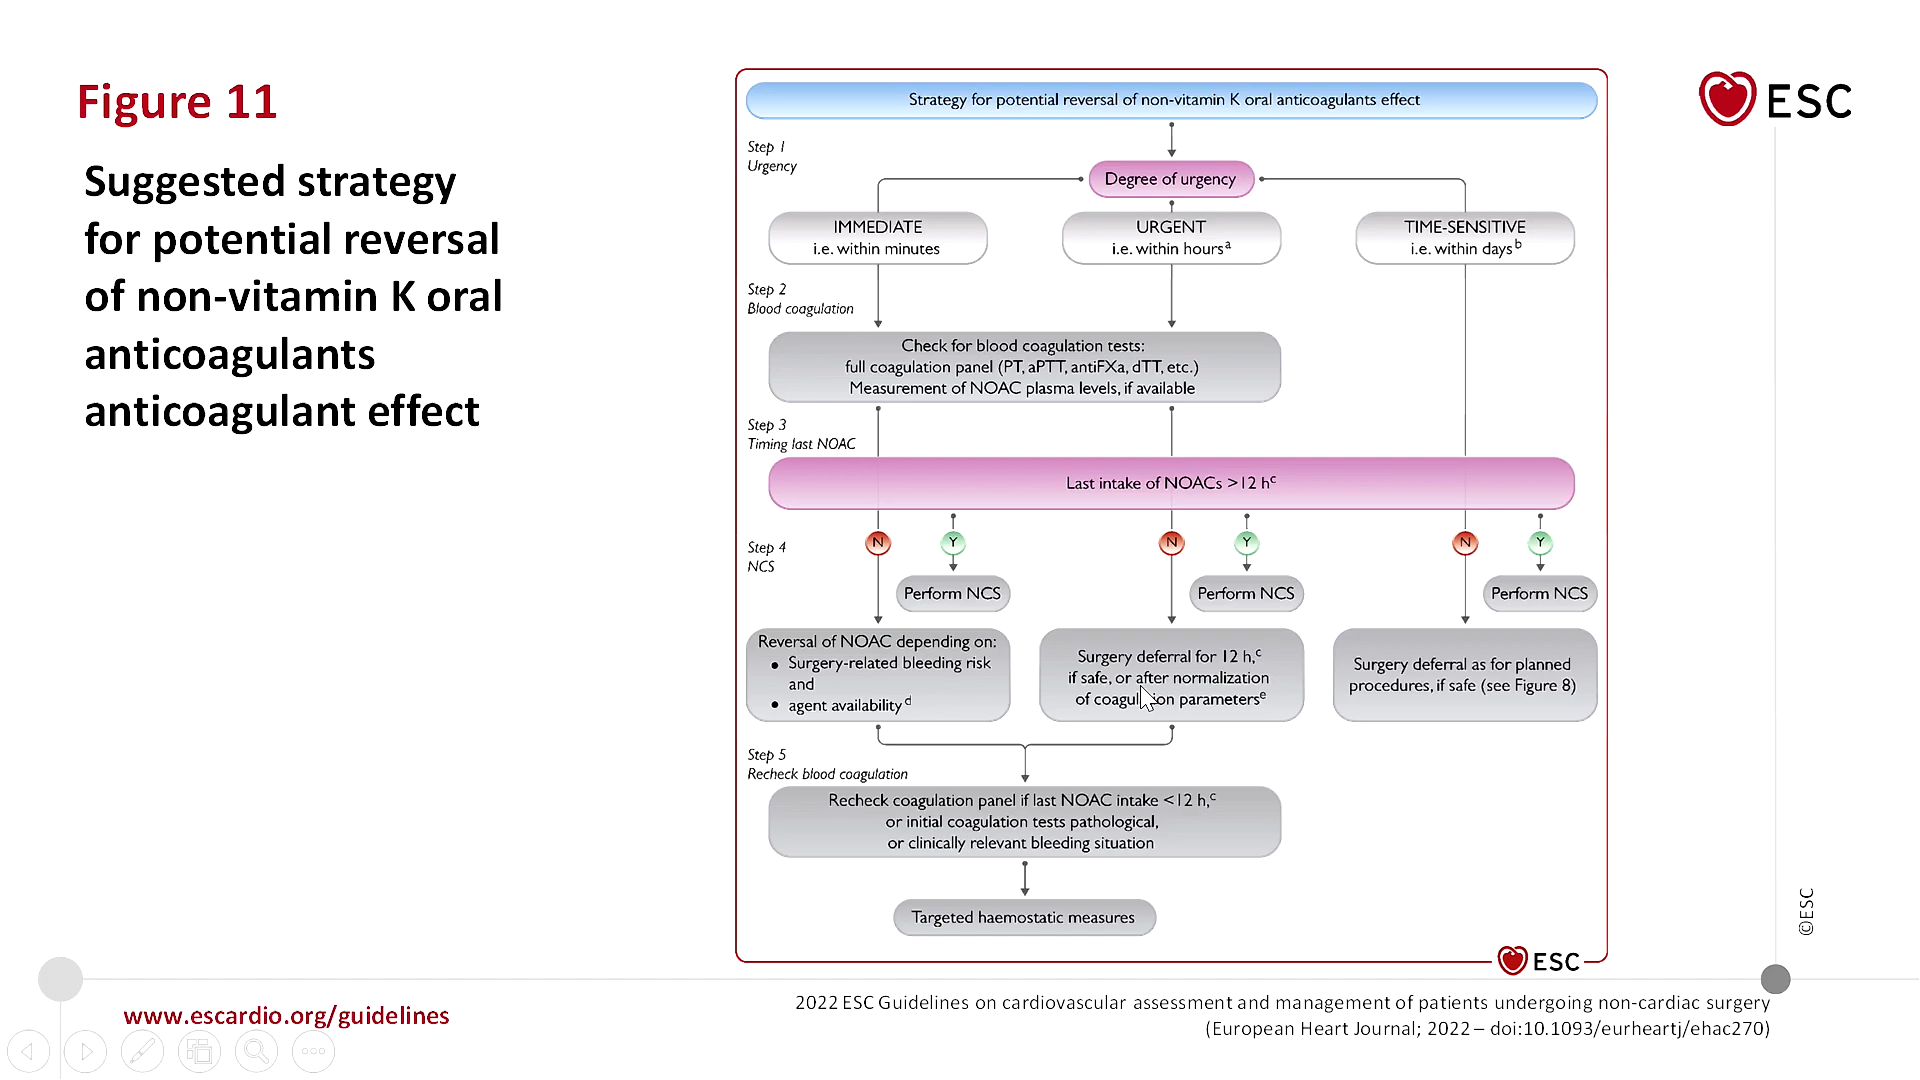 Figure 11
Suggested strategy
for potential reversal
of non-vitamin K oral
anticoagulants
anticoagulant effect
ESC
Strategy for potential reversal of non-vitamin K oral anticoagulants effect
Step 1
Urgency
Degree of urgency
IMMEDIATE
i.e. within minutes
URGENT
i.e. within hours a
TIME-SENSITIVE
i.e. within days b
Step 2
Blood coagulation
Check for blood coagulation tests:
full coagulation panel (PT, aPTT, antiFXa, dTT, etc.)
Measurement of NOAC plasma levels, if available
Step 3
Timing last NOAC
Last intake of NOACs >12 h c
N
Y
N
Y
N
Y
Step 4
NCS
Perform NCS
Perform NCS
Perform NCS
Reversal of NOAC depending on:
• Surgery-related bleeding risk
and
• agent availability d
Surgery deferral for 12 h, c
if safe, or after normalization
of coagulation parameters e
Surgery deferral as for planned
procedures, if safe (see Figure 8)
Step 5
Recheck blood coagulation
Recheck coagulation panel if last NOAC intake <12 h, c
or initial coagulation tests pathological,
or clinically relevant bleeding situation
Targeted haemostatic measures
ESC
©ESC
www.escardio.org/guidelines
2022 ESC Guidelines on cardiovascular assessment and management of patients undergoing non-cardiac surgery
(European Heart Journal; 2022 – doi:10.1093/eurheartj/ehac270)